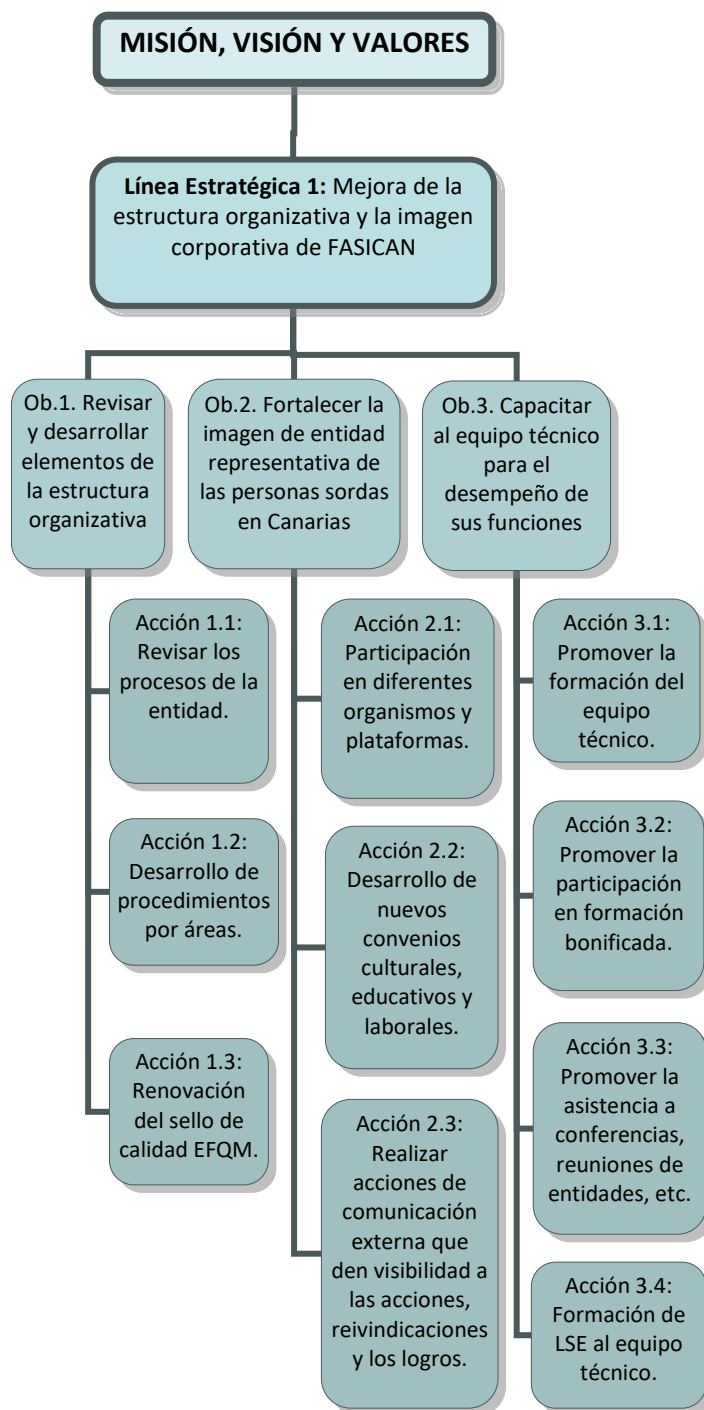 MISIÓN, VISIÓN Y VALORES
Línea Estratégica 1: Mejora de la
estructura organizativa y la imagen
corporativa de FASICAN
Ob.1. Revisar
y desarrollar
elementos de
la estructura
organizativa
Ob.2. Fortalecer la
imagen de entidad
representativa de
las personas sordas
en Canarias
Ob.3. Capacitar
al equipo técnico
para el
desempeño de
sus funciones
Acción 1.1:
Revisar los
procesos de la
entidad.
Acción 1.2:
Desarrollo de
procedimientos
por áreas.
Acción 1.3:
Renovación
del sello de
calidad EFQM.
Acción 2.1:
Participación
en diferentes
organismos y
plataformas.
Acción 2.2:
Desarrollo de
nuevos
convenios
culturales,
educativos y
laborales.
Acción 2.3:
Realizar
acciones de
comunicación
externa que
den visibilidad a
las acciones,
reivindicaciones
y los logros.
Acción 3.1:
Promover la
formación del
equipo
técnico.
Acción 3.2:
Promover la
participación
en formación
bonificada.
Acción 3.3:
Promover la
asistencia a
conferencias,
reuniones de
entidades, etc.
Acción 3.4:
Formación de
LSE al equipo
técnico.